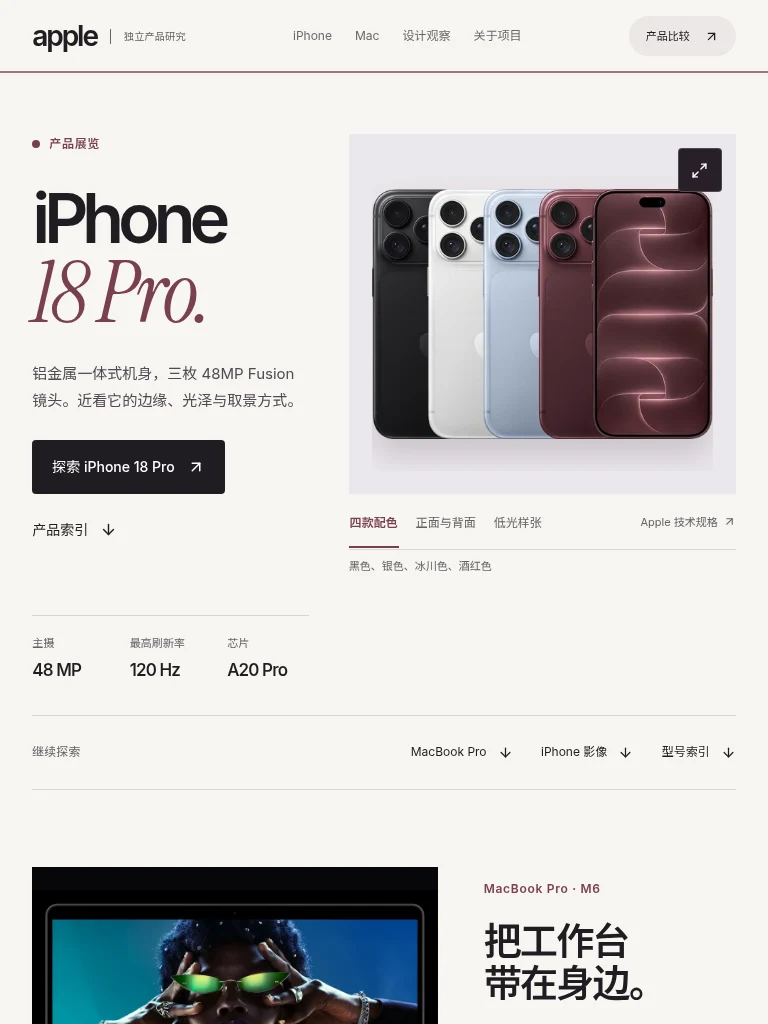 apple
独立产品研究
iPhone
Mac
设计观察
关于项目
产品比较
产品展览
iPhone
18 Pro.
铝金属一体式机身，三枚 48MP Fusion
镜头。近看它的边缘、光泽与取景方式。
探索 iPhone 18 Pro
产品索引
四款配色
正面与背面
低光样张
Apple 技术规格
黑色、银色、冰川色、酒红色
主摄
48 MP
最高刷新率
120 Hz
芯片
A20 Pro
继续探索
MacBook Pro
iPhone 影像
型号索引
MacBook Pro · M6
把工作台
带在身边。